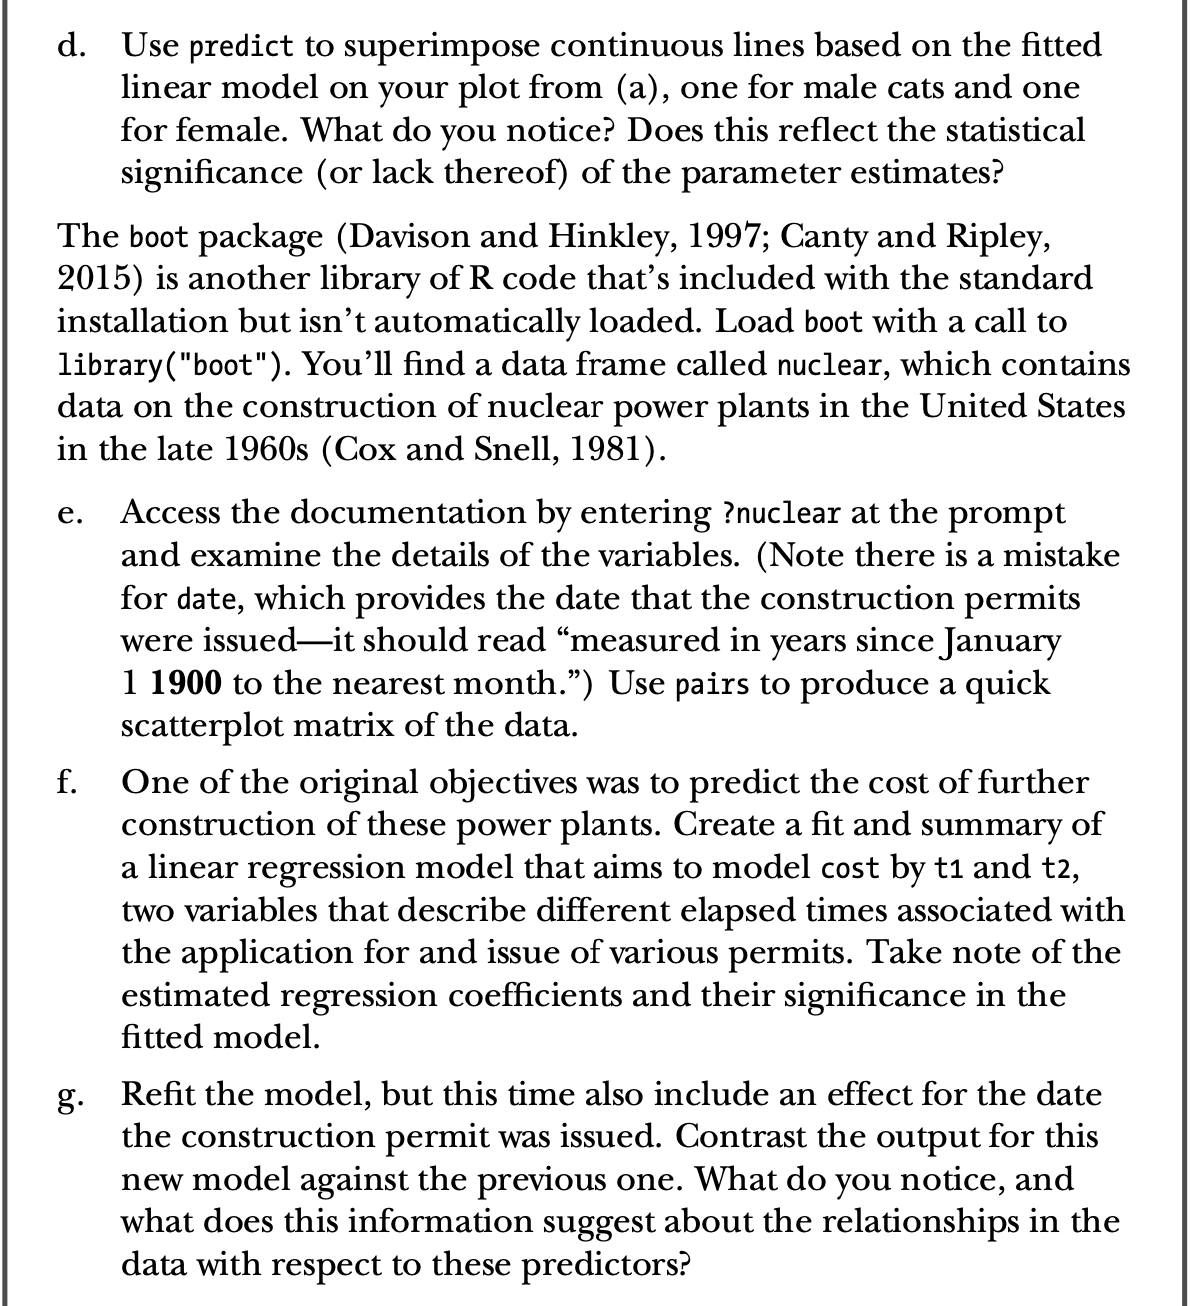 d. Use predict to superimpose continuous lines based on the fitted
linear model on your plot from (a), one for male cats and one
for female. What do you notice? Does this reflect the statistical
significance (or lack thereof) of the parameter estimates?
The boot package (Davison and Hinkley, 1997; Canty and Ripley,
2015) is another library of R code that’s included with the standard
installation but isn’t automatically loaded. Load boot with a call to
library("boot"). You’ll find a data frame called nuclear, which contains
data on the construction of nuclear power plants in the United States
in the late 1960s (Cox and Snell, 1981).
e. Access the documentation by entering ?nuclear at the prompt
and examine the details of the variables. (Note there is a mistake
for date, which provides the date that the construction permits
were issued—it should read “measured in years since January
1 1900 to the nearest month.”) Use pairs to produce a quick
scatterplot matrix of the data.
f. One of the original objectives was to predict the cost of further
construction of these power plants. Create a fit and summary of
a linear regression model that aims to model cost by t1 and t2,
two variables that describe different elapsed times associated with
the application for and issue of various permits. Take note of the
estimated regression coefficients and their significance in the
fitted model.
g. Refit the model, but this time also include an effect for the date
the construction permit was issued. Contrast the output for this
new model against the previous one. What do you notice, and
what does this information suggest about the relationships in the
data with respect to these predictors?